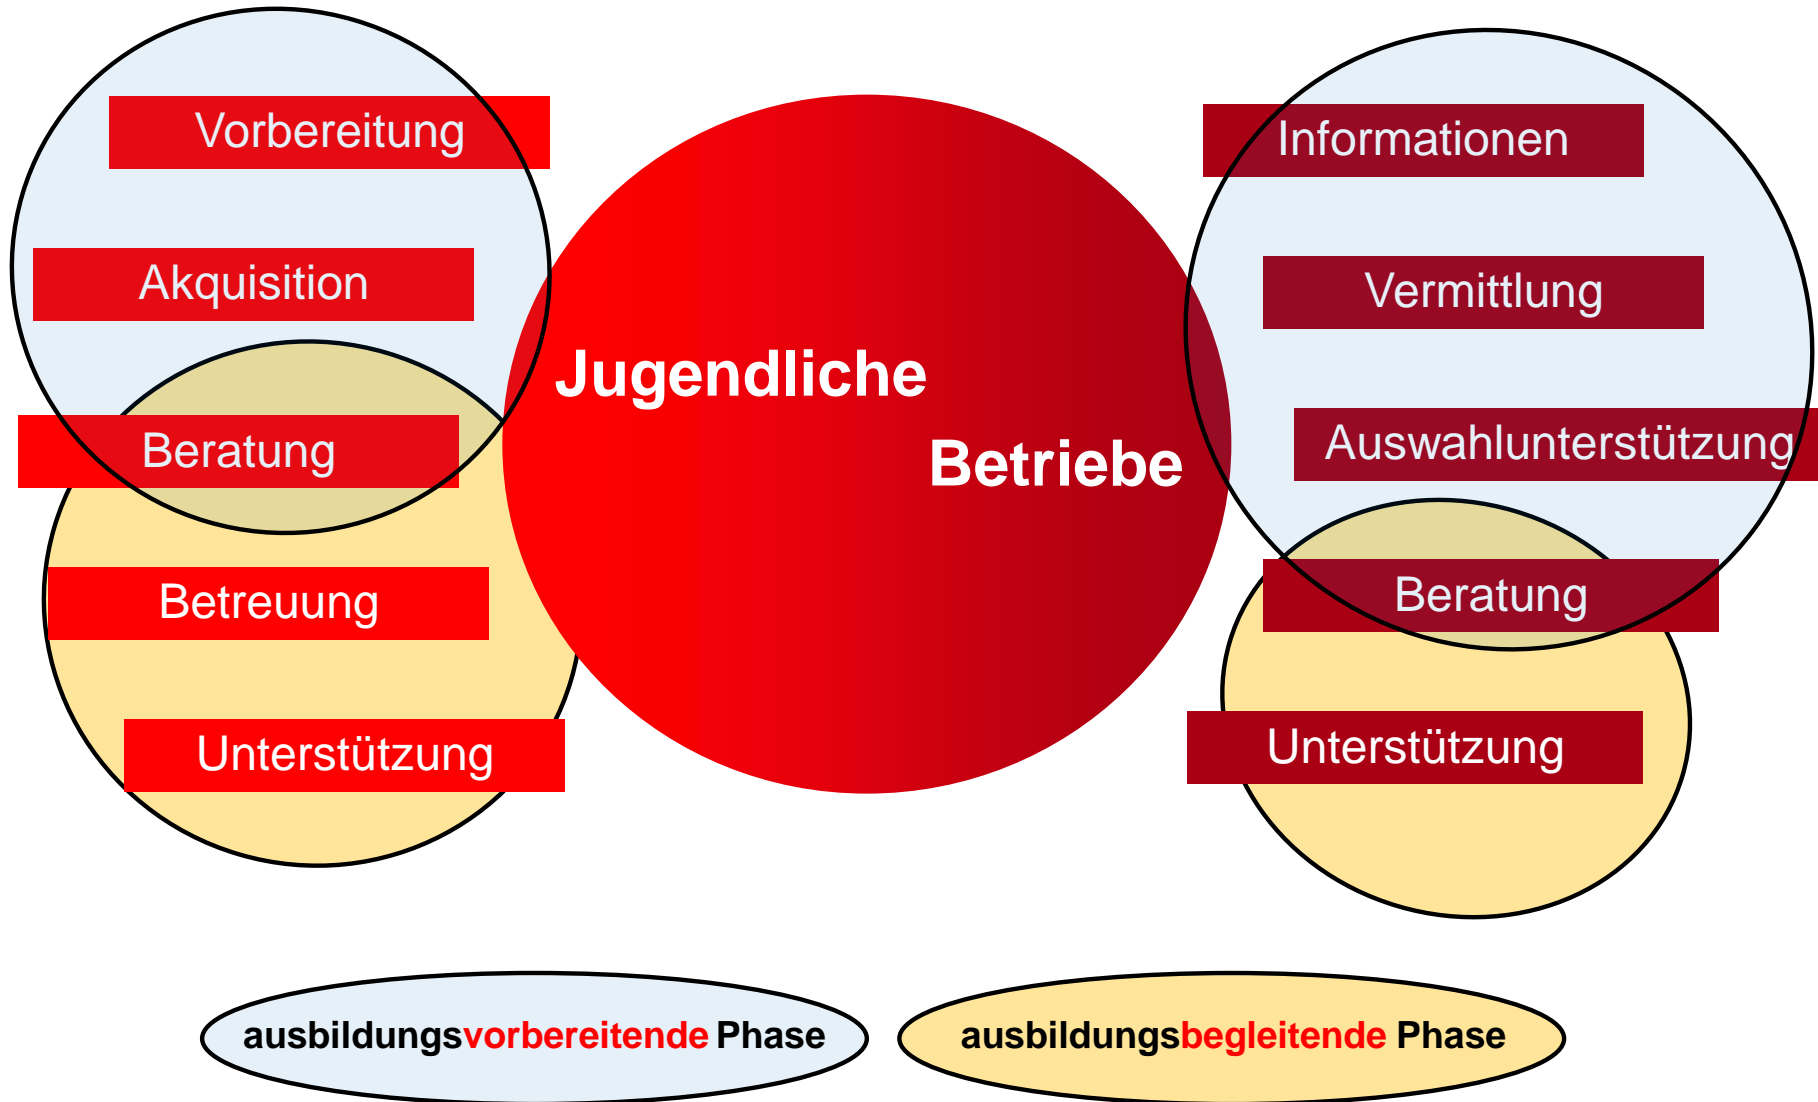 Vorbereitung
Akquisition
Beratung
Betreuung
Unterstützung
Jugendliche
Betriebe
Informationen
Vermittlung
Auswahlunterstützung
Beratung
Unterstützung
ausbildungsvorbereitende Phase
ausbildungsbegleitende Phase